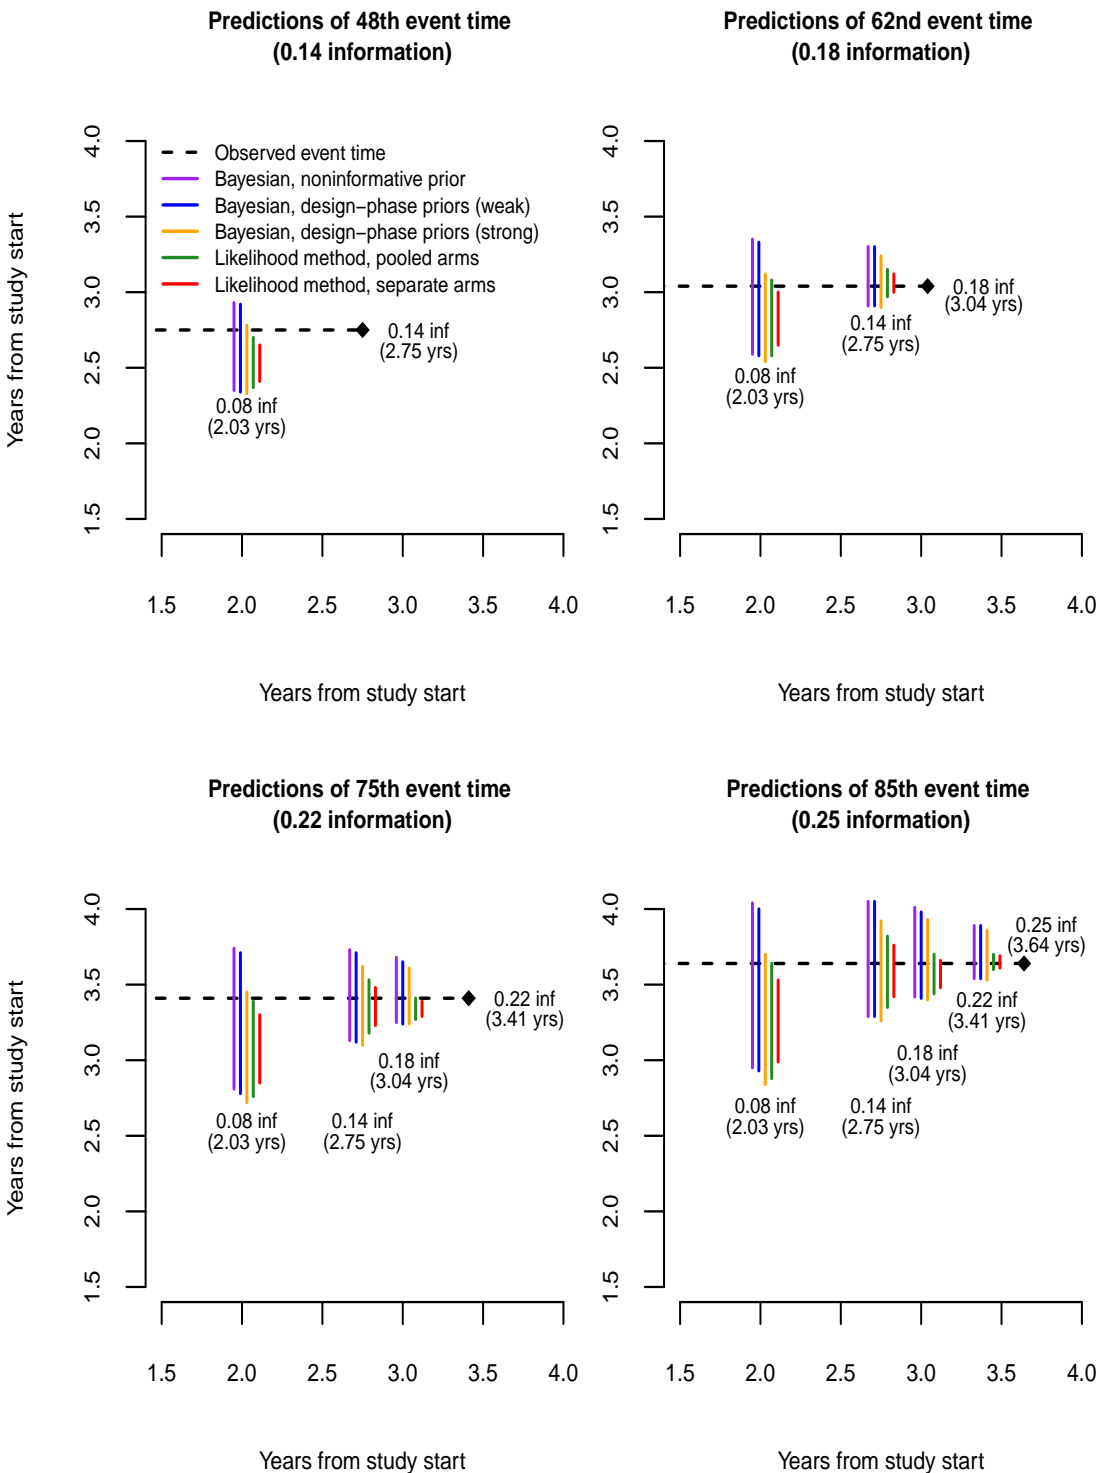 Predictions of 48th event time
(0.14 information)
Years from study start
4.0
3.5
3.0
2.5
2.0
1.5
Observed event time
Bayesian, noninformative prior
Bayesian, design−phase priors (weak)
Bayesian, design−phase priors (strong)
Likelihood method, pooled arms
Likelihood method, separate arms
0.14 inf
(2.75 yrs)
0.08 inf
(2.03 yrs)
1.5 2.0 2.5 3.0 3.5 4.0
Years from study start
Predictions of 62nd event time
(0.18 information)
4.0
3.5
3.0
2.5
2.0
1.5
0.18 inf
(3.04 yrs)
0.14 inf
(2.75 yrs)
0.08 inf
(2.03 yrs)
1.5 2.0 2.5 3.0 3.5 4.0
Years from study start
Predictions of 75th event time
(0.22 information)
Years from study start
4.0
3.5
3.0
2.5
2.0
1.5
0.22 inf
(3.41 yrs)
0.18 inf
(3.04 yrs)
0.08 inf
(2.03 yrs)
0.14 inf
(2.75 yrs)
1.5 2.0 2.5 3.0 3.5 4.0
Years from study start
Predictions of 85th event time
(0.25 information)
4.0
3.5
3.0
2.5
2.0
1.5
0.25 inf
(3.64 yrs)
0.22 inf
(3.41 yrs)
0.18 inf
(3.04 yrs)
0.08 inf
(2.03 yrs)
0.14 inf
(2.75 yrs)
1.5 2.0 2.5 3.0 3.5 4.0
Years from study start